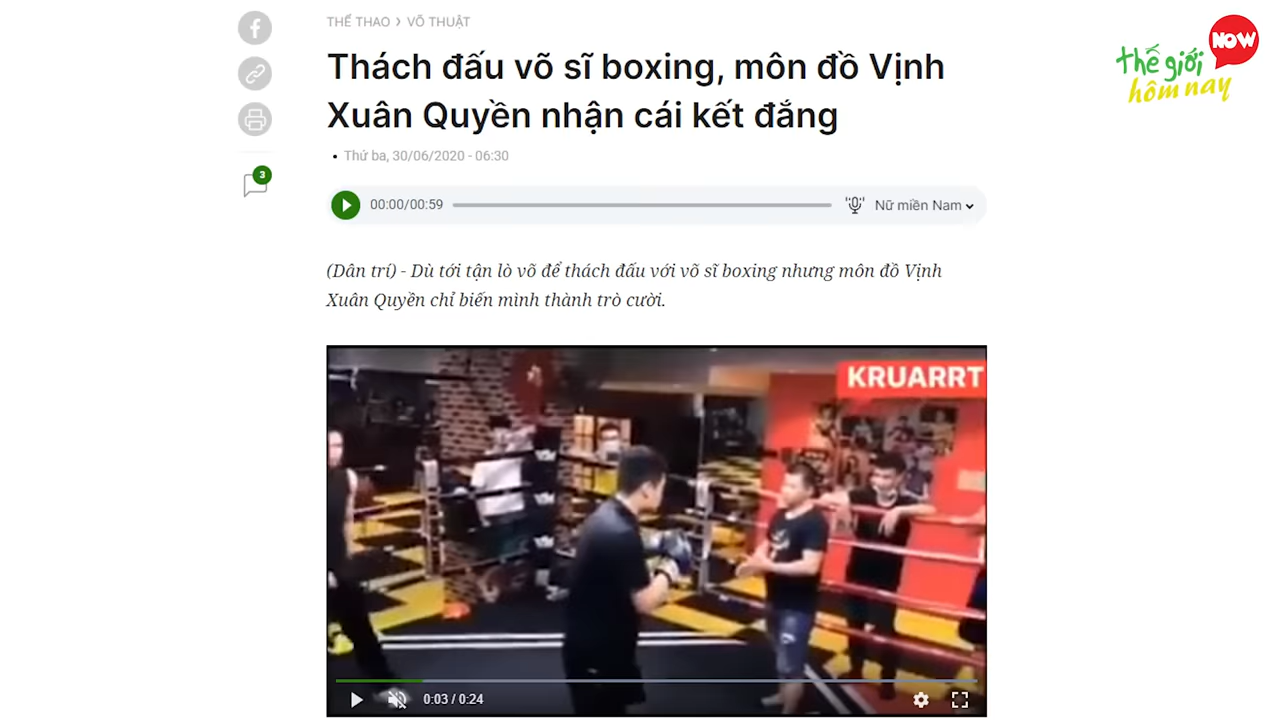 THỂ THAO › VÕ THUẬT
Thách đấu võ sĩ boxing, môn đồ Vịnh
Xuân Quyền nhận cái kết đắng
• Thứ ba, 30/06/2020 - 06:30
3
00:00/00:59
Nữ miền Nam
(Dân trí) - Dù tới tận lò võ để thách đấu với võ sĩ boxing nhưng môn đồ Vịnh
Xuân Quyền chỉ biến mình thành trò cười.
KRUARRT
0:03 / 0:24
NOW
thế giới
hôm nay